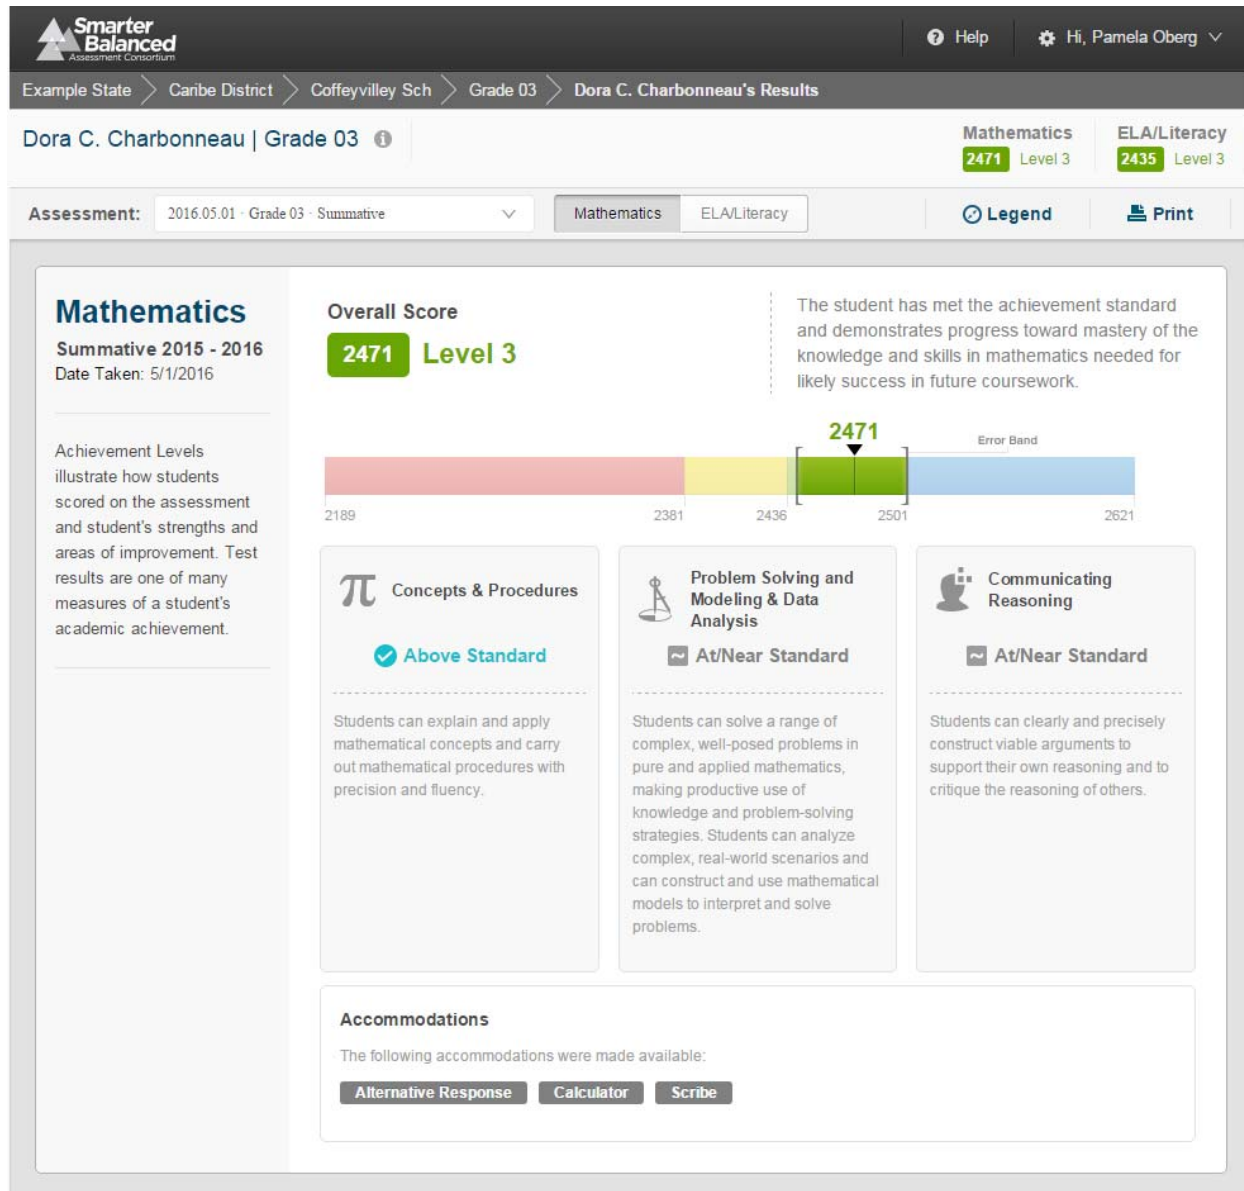 Smarter
Balanced
Assessment Consortium
Help
Hi, Pamela Oberg
Example State
Caribe District
Coffeyvilley Sch
Grade 03
Dora C. Charbonneau's Results
Dora C. Charbonneau | Grade 03
Mathematics
2471 Level 3
ELA/Literacy
2435 Level 3
Assessment:
2016.05.01 · Grade 03 · Summative
Mathematics
ELA/Literacy
Legend
Print
Mathematics
Summative 2015 - 2016
Date Taken: 5/1/2016
Achievement Levels
illustrate how students
scored on the assessment
and student's strengths and
areas of improvement. Test
results are one of many
measures of a student's
academic achievement.
Overall Score
2471 Level 3
The student has met the achievement standard
and demonstrates progress toward mastery of the
knowledge and skills in mathematics needed for
likely success in future coursework.
2471
Error Band
2189
2381
2436
2501
2621
π
Concepts & Procedures
Above Standard
Students can explain and apply
mathematical concepts and carry
out mathematical procedures with
precision and fluency.
Problem Solving and
Modeling & Data
Analysis
At/Near Standard
Students can solve a range of
complex, well-posed problems in
pure and applied mathematics,
making productive use of
knowledge and problem-solving
strategies. Students can analyze
complex, real-world scenarios and
can construct and use mathematical
models to interpret and solve
problems.
Communicating
Reasoning
At/Near Standard
Students can clearly and precisely
construct viable arguments to
support their own reasoning and to
critique the reasoning of others.
Accommodations
The following accommodations were made available:
Alternative Response
Calculator
Scribe